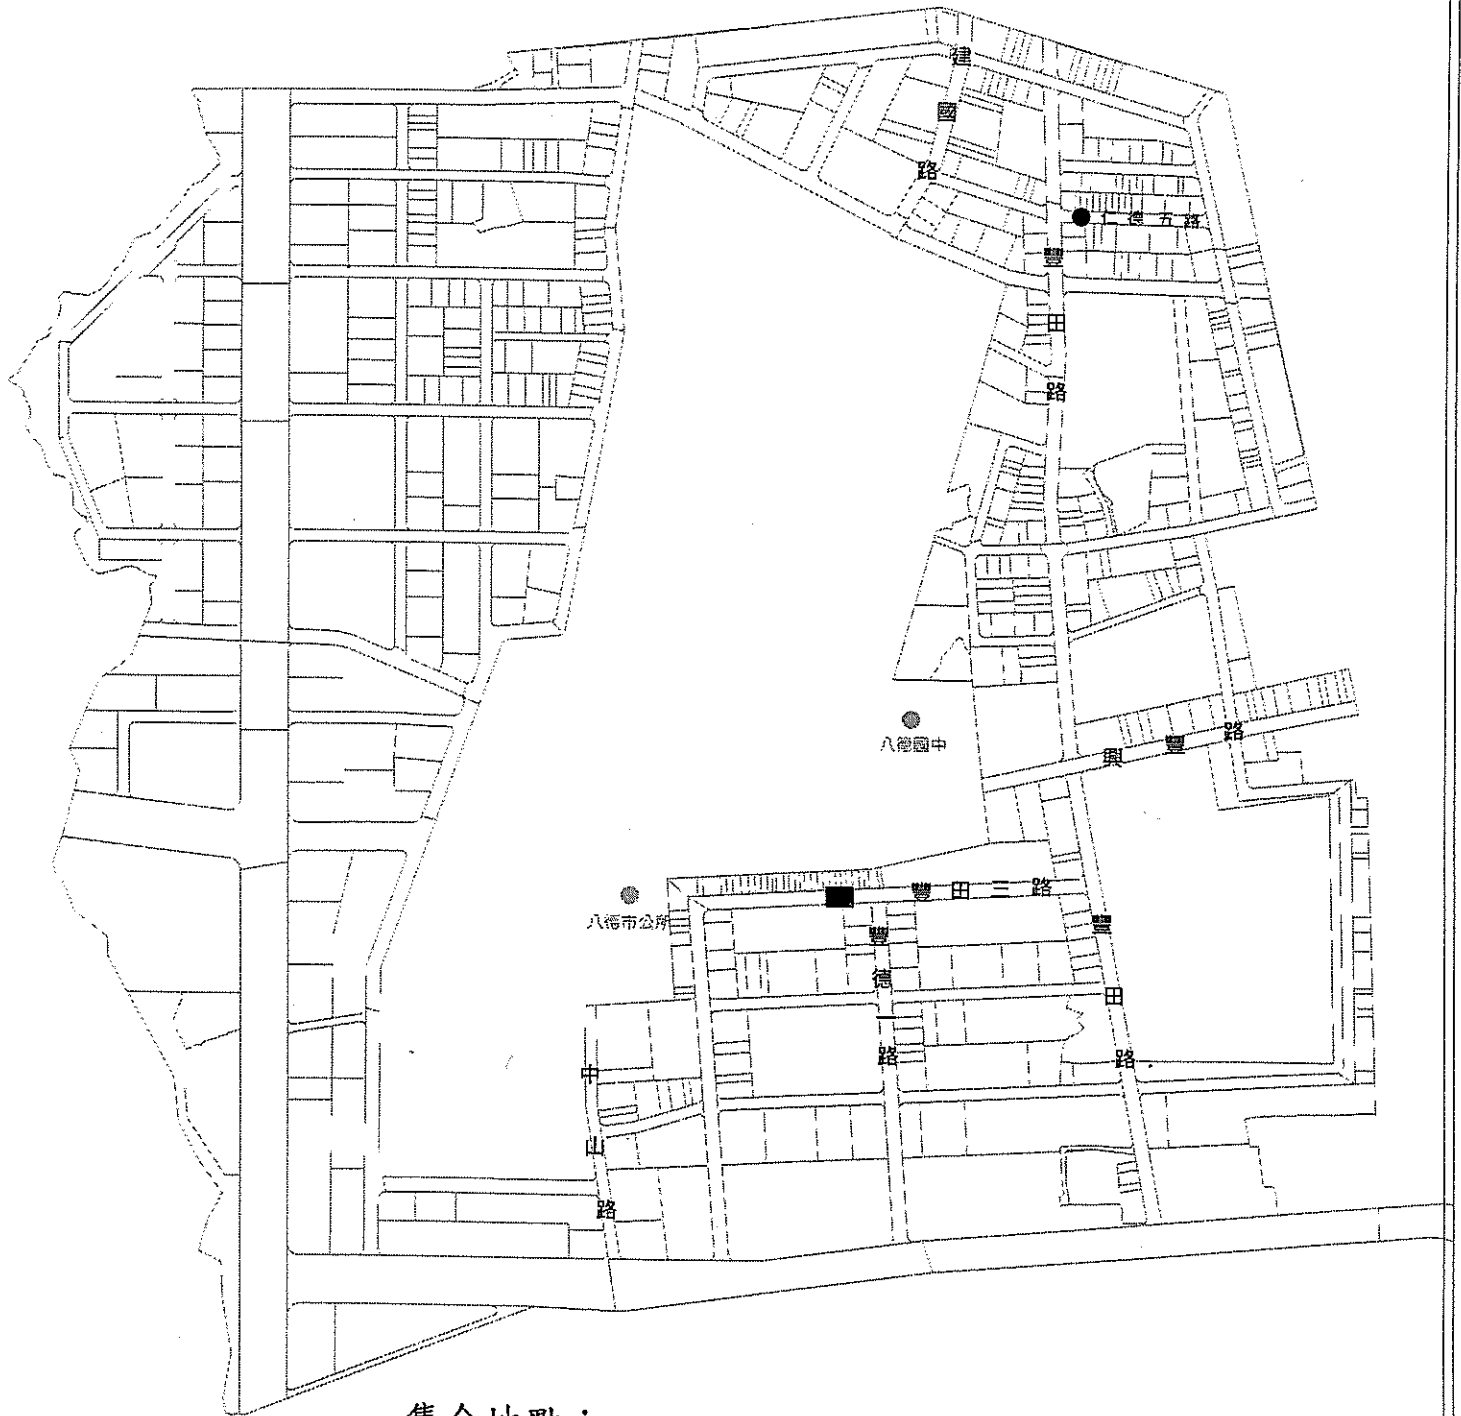 建國路
仁德五路
豐田路
八德國中
興豐路
八德市公所
豐田三路
豐德一路
豐田路
中山路
集合地點：